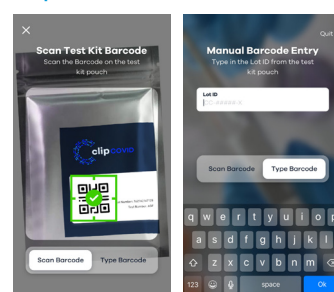 Scan Test Kit Barcode
Scan the Barcode on the test
kit pouch
clip covid
Scan Barcode
Type Barcode
Quit
Manual Barcode Entry
Type in the Lot ID from the test
kit pouch
Lot ID
Scan Barcode
Type Barcode
q w e r t y u i o p
a s d f g h j k l
z x c v b n m
123
space
Ok